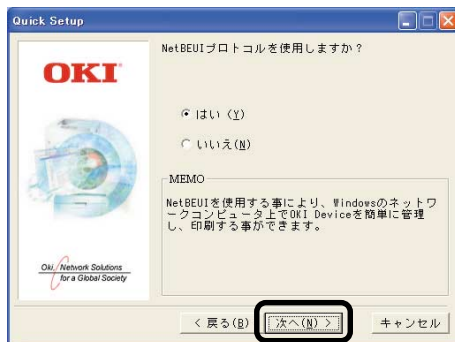 Quick Setup
OKI
NetBEUIプロトコルを使用しますか？
はい (Y)
いいえ(N)
MEMO
NetBEUIを使用する事により、Windowsのネットワ
ークコンピュータ上でOKI Deviceを簡単に管理
し、印刷する事ができます。
Oki, Network Solutions
for a Global Society
< 戻る(B)
次へ(N) >
キャンセル